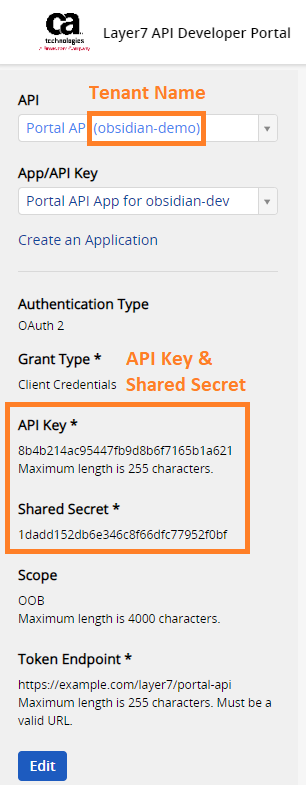 ca
technologies
A Broadcom Company
Layer7 API Developer Portal
API
Tenant Name
Portal AP (obsidian-demo)
App/API Key
Portal API App for obsidian-dev
Create an Application
Authentication Type
OAuth 2
Grant Type *
API Key &
Client Credentials
Shared Secret
API Key *
8b4b214ac95447fb9d8b6f7165b1a621
Maximum length is 255 characters.
Shared Secret *
1dadd152db6e346c8f66dfc77952f0bf
Scope
OOB
Maximum length is 4000 characters.
Token Endpoint *
https://example.com/layer7/portal-api
Maximum length is 255 characters. Must be a
valid URL.
Edit